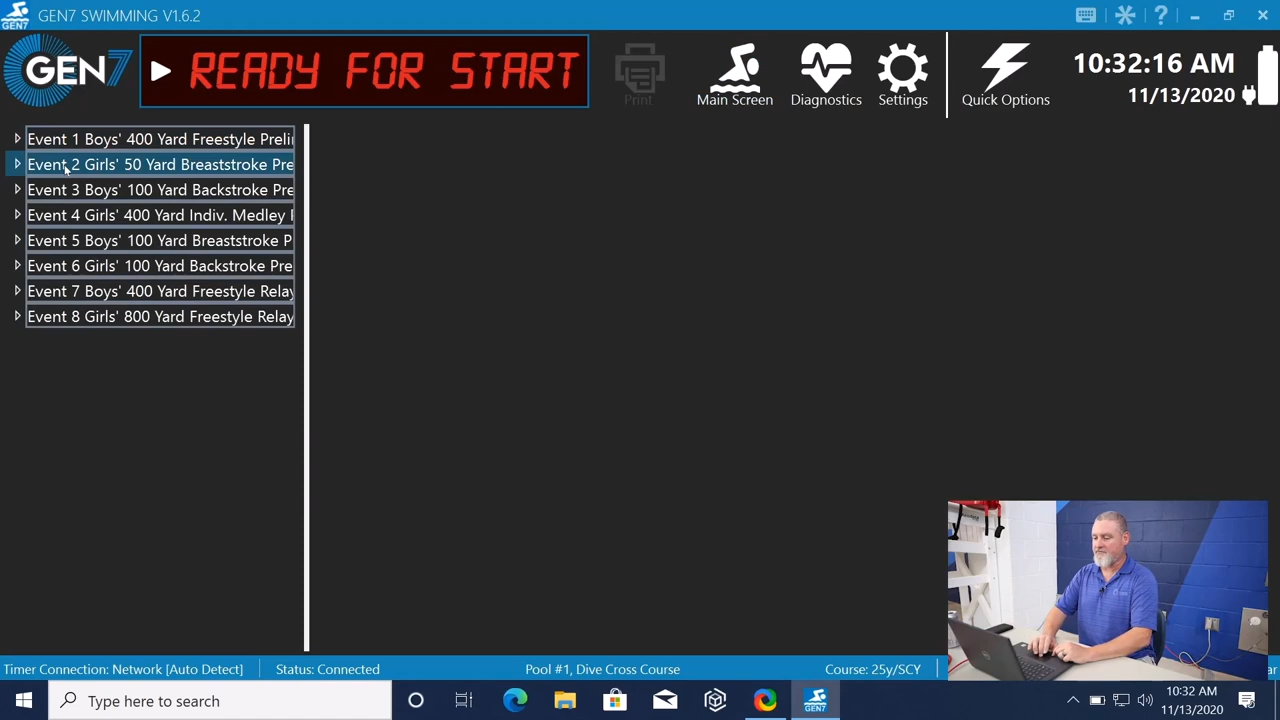 GEN7 SWIMMING V1.6.2
GEN7
GEN7
READY FOR START
Print
Main Screen
Diagnostics
Settings
Quick Options
10:32:16 AM
11/13/2020
Event 1 Boys' 400 Yard Freestyle Preli
Event 2 Girls' 50 Yard Breaststroke Pre
Event 3 Boys' 100 Yard Backstroke Pre
Event 4 Girls' 400 Yard Indiv. Medley
Event 5 Boys' 100 Yard Breaststroke P
Event 6 Girls' 100 Yard Backstroke Pre
Event 7 Boys' 400 Yard Freestyle Relay
Event 8 Girls' 800 Yard Freestyle Relay
Timer Connection: Network [Auto Detect]
Status: Connected
Pool #1, Dive Cross Course
Course: 25y/SCY
ar
Type here to search
GEN7
10:32 AM
11/13/2020